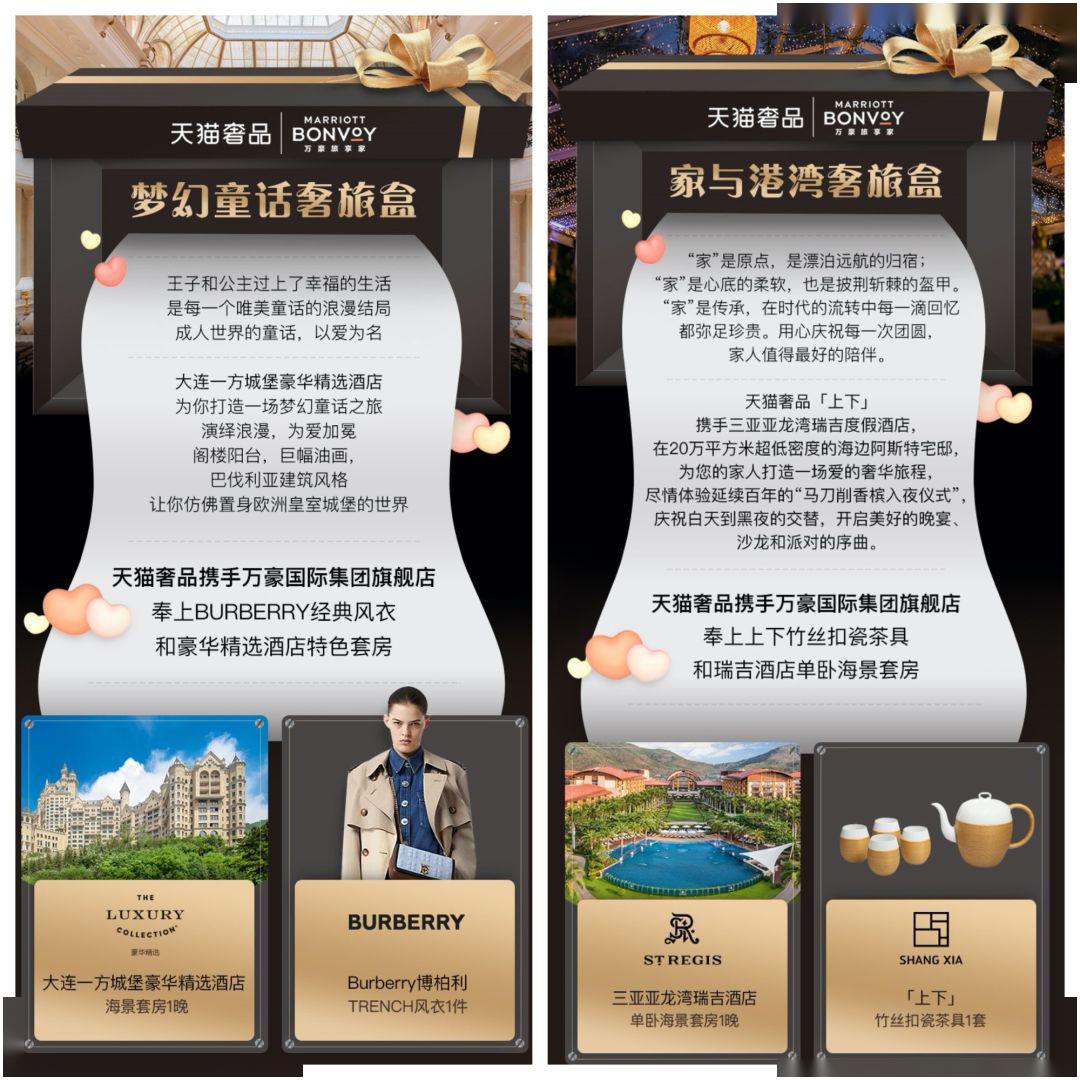 天猫奢品
MARRIOTT
BONVOY
万豪旅享家
梦幻童话奢旅盒
王子和公主过上了幸福的生活
是每一个唯美童话的浪漫结局
成人世界的童话，以爱为名
大连一方城堡豪华精选酒店
为你打造一场梦幻童话之旅
演绎浪漫，为爱加冕
阁楼阳台，巨幅油画，
巴伐利亚建筑风格
让你仿佛置身欧洲皇室城堡的世界
天猫奢品携手万豪国际集团旗舰店
奉上BURBERRY经典风衣
和豪华精选酒店特色套房
THE
LUXURY
COLLECTION
豪华精选
大连一方城堡豪华精选酒店
海景套房1晚
BURBERRY
Burberry博柏利
TRENCH风衣1件
天猫奢品
MARRIOTT
BONVOY
万豪旅享家
家与港湾奢旅盒
“家”是原点，是漂泊远航的归宿；
“家”是心底的柔软，也是披荆斩棘的盔甲。
“家”是传承，在时代的流转中每一滴回忆
都弥足珍贵。用心庆祝每一次团圆，
家人值得最好的陪伴。
天猫奢品「上下」
携手三亚亚龙湾瑞吉度假酒店，
在20万平方米超低密度的海边阿斯特宅邸，
为您的家人打造一场爱的奢华旅程，
尽情体验延续百年的“马刀削香槟入夜仪式”，
庆祝白天到黑夜的交替，开启美好的晚宴、
沙龙和派对的序曲。
天猫奢品携手万豪国际集团旗舰店
奉上上下竹丝扣瓷茶具
和瑞吉酒店单卧海景套房
ST REGIS
三亚亚龙湾瑞吉酒店
单卧海景套房1晚
SHANG XIA
「上下」
竹丝扣瓷茶具1套